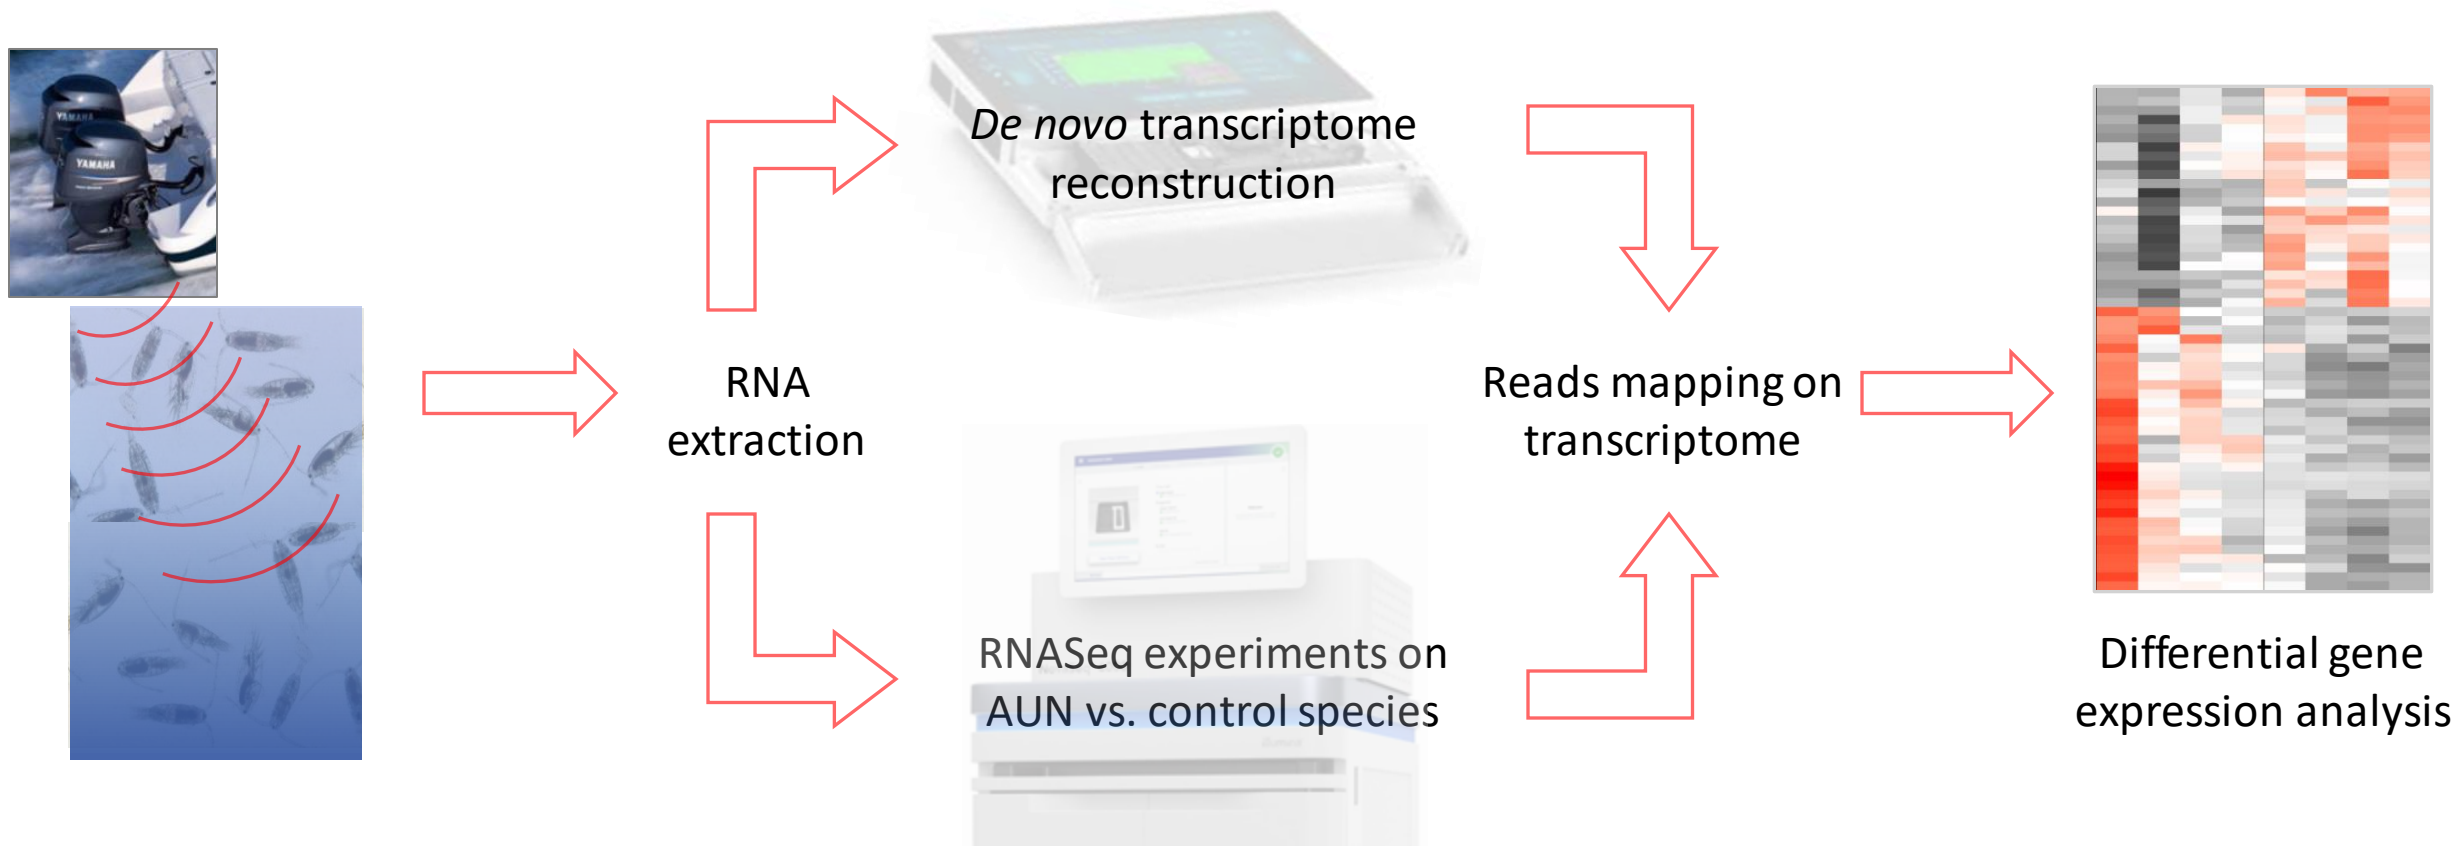 YAMAHA
YAMAHA
De novo transcriptome
reconstruction
RNA
extraction
Reads mapping on
transcriptome
RNASeq experiments on
AUN vs. control species
Differential gene
expression analysis